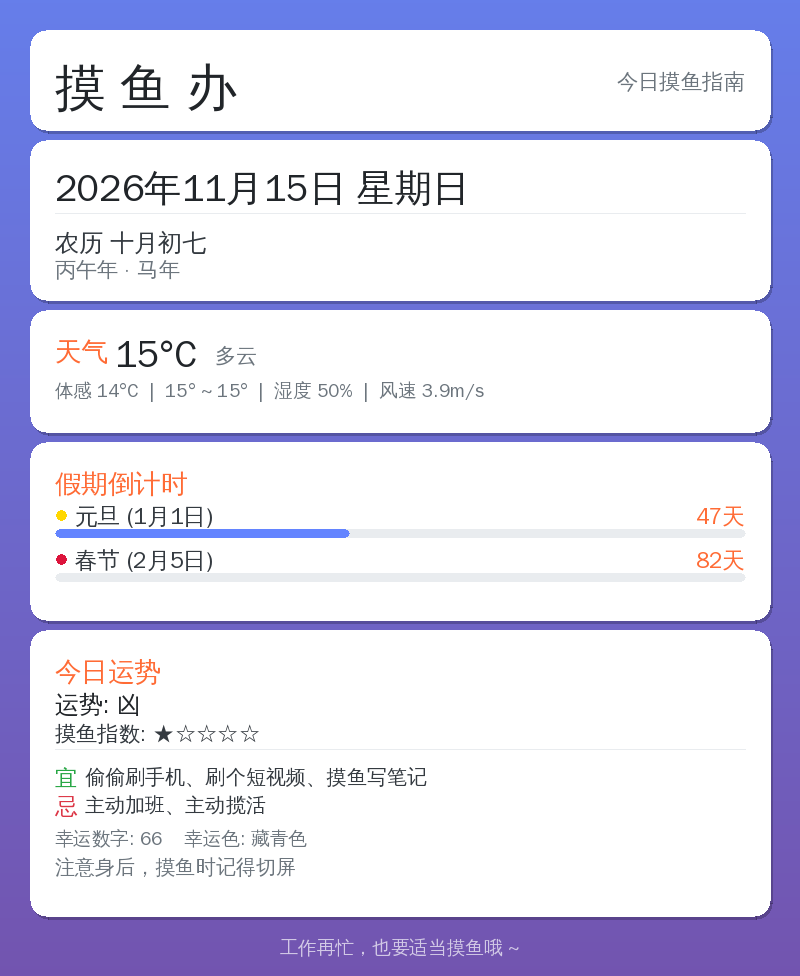 摸 鱼 办
今日摸鱼指南
2026年11月15日 星期日
农历 十月初七
丙午年 · 马年
天气 15°C 多云
体感 14°C | 15° ~ 15° | 湿度 50% | 风速 3.9m/s
假期倒计时
元旦 (1月1日) 47天
春节 (2月5日) 82天
今日运势
运势: 凶
摸鱼指数: ★☆☆☆☆
宜 偷偷刷手机、刷个短视频、摸鱼写笔记
忌 主动加班、主动揽活
幸运数字: 66 幸运色: 藏青色
注意身后，摸鱼时记得切屏
工作再忙，也要适当摸鱼哦 ~